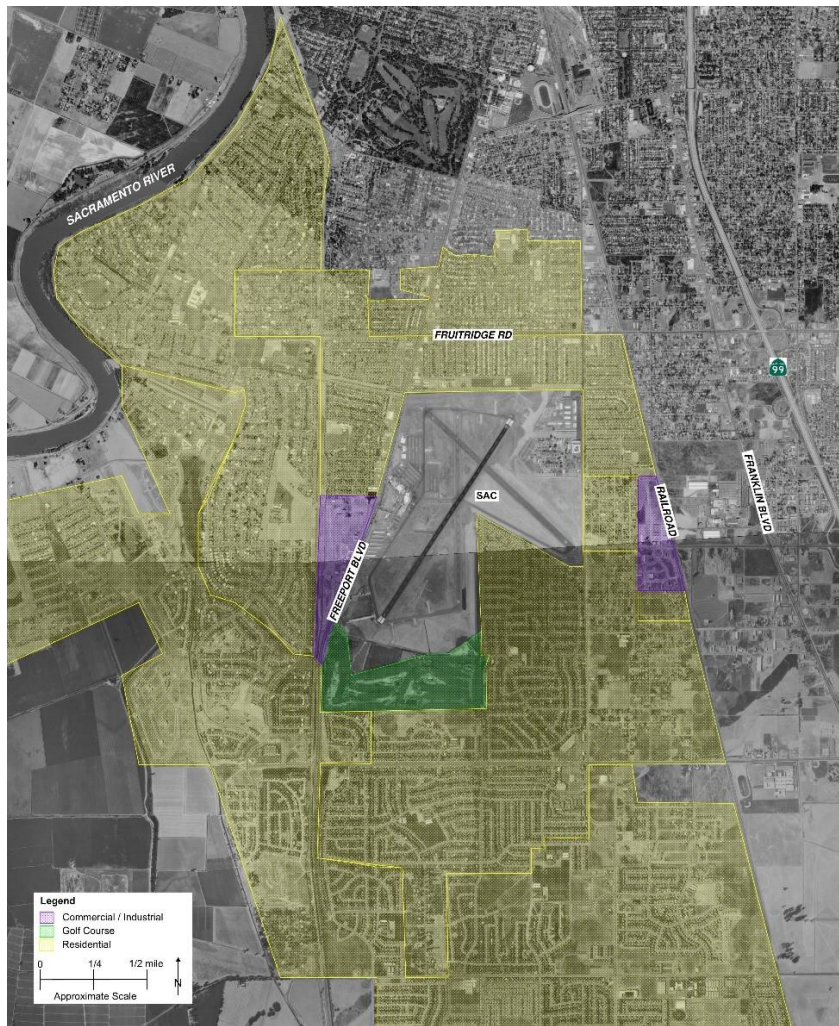 SACRAMENTO RIVER
FRUITRIDGE RD
99
SAC
FREEPORT BLVD
RAILROAD
FRANKLIN BLVD
Legend
Commercial / Industrial
Golf Course
Residential
0 1/4 1/2 mile
N
Approximate Scale